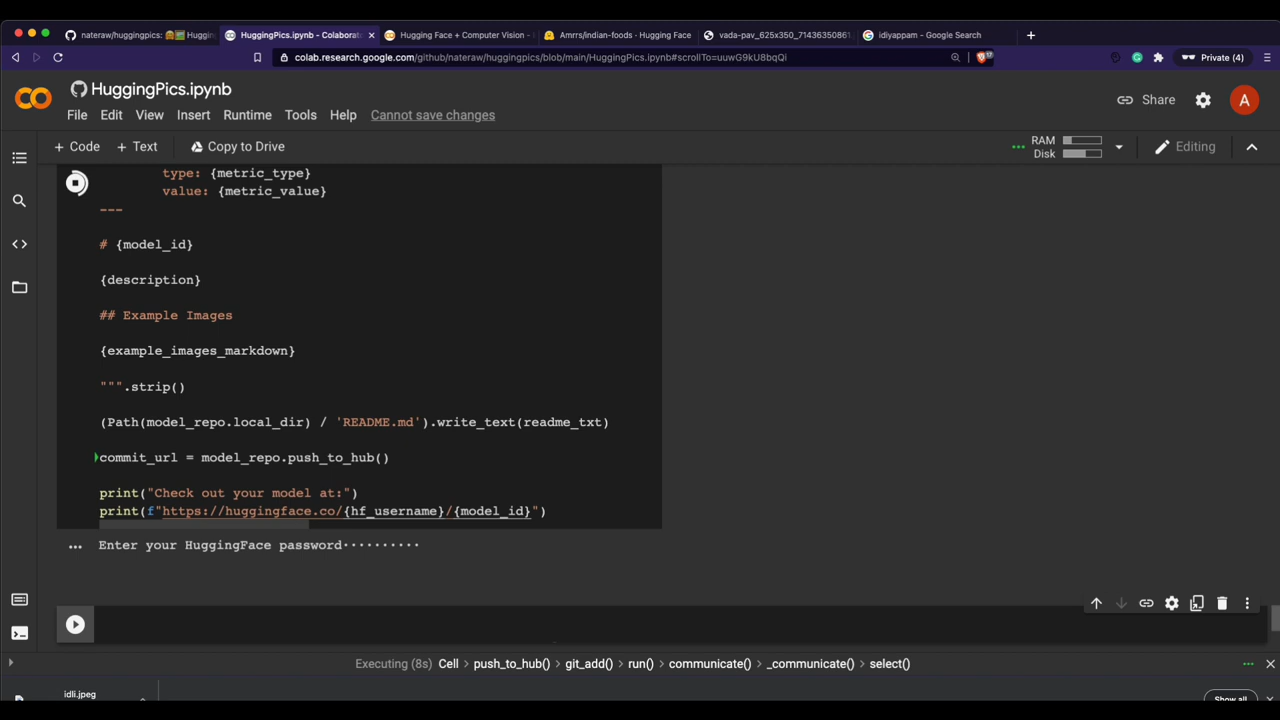 nateraw/huggingpics: 🤗🖼️ Hugging
HuggingPics.ipynb - Colaborat
Hugging Face + Computer Vision -
Amrrs/indian-foods · Hugging Face
vada-pav_625x350_71436350861
idiyappam - Google Search
colab.research.google.com/github/nateraw/huggingpics/blob/main/HuggingPics.ipynb#scrollTo=uuwG9kU8bqQi
17
Private (4)
HuggingPics.ipynb
Share
A
File Edit View Insert Runtime Tools Help Cannot save changes
+ Code + Text Copy to Drive
RAM
Disk
Editing
type: {metric_type}
value: {metric_value}
---
# {model_id}
{description}
## Example Images
{example_images_markdown}
""".strip()
(Path(model_repo.local_dir) / 'README.md').write_text(readme_txt)
commit_url = model_repo.push_to_hub()
print("Check out your model at:")
print(f"https://huggingface.co/{hf_username}/{model_id}")
... Enter your HuggingFace password··········
Executing (8s) Cell > push_to_hub() > git_add() > run() > communicate() > _communicate() > select()
idli.jpeg
Show all